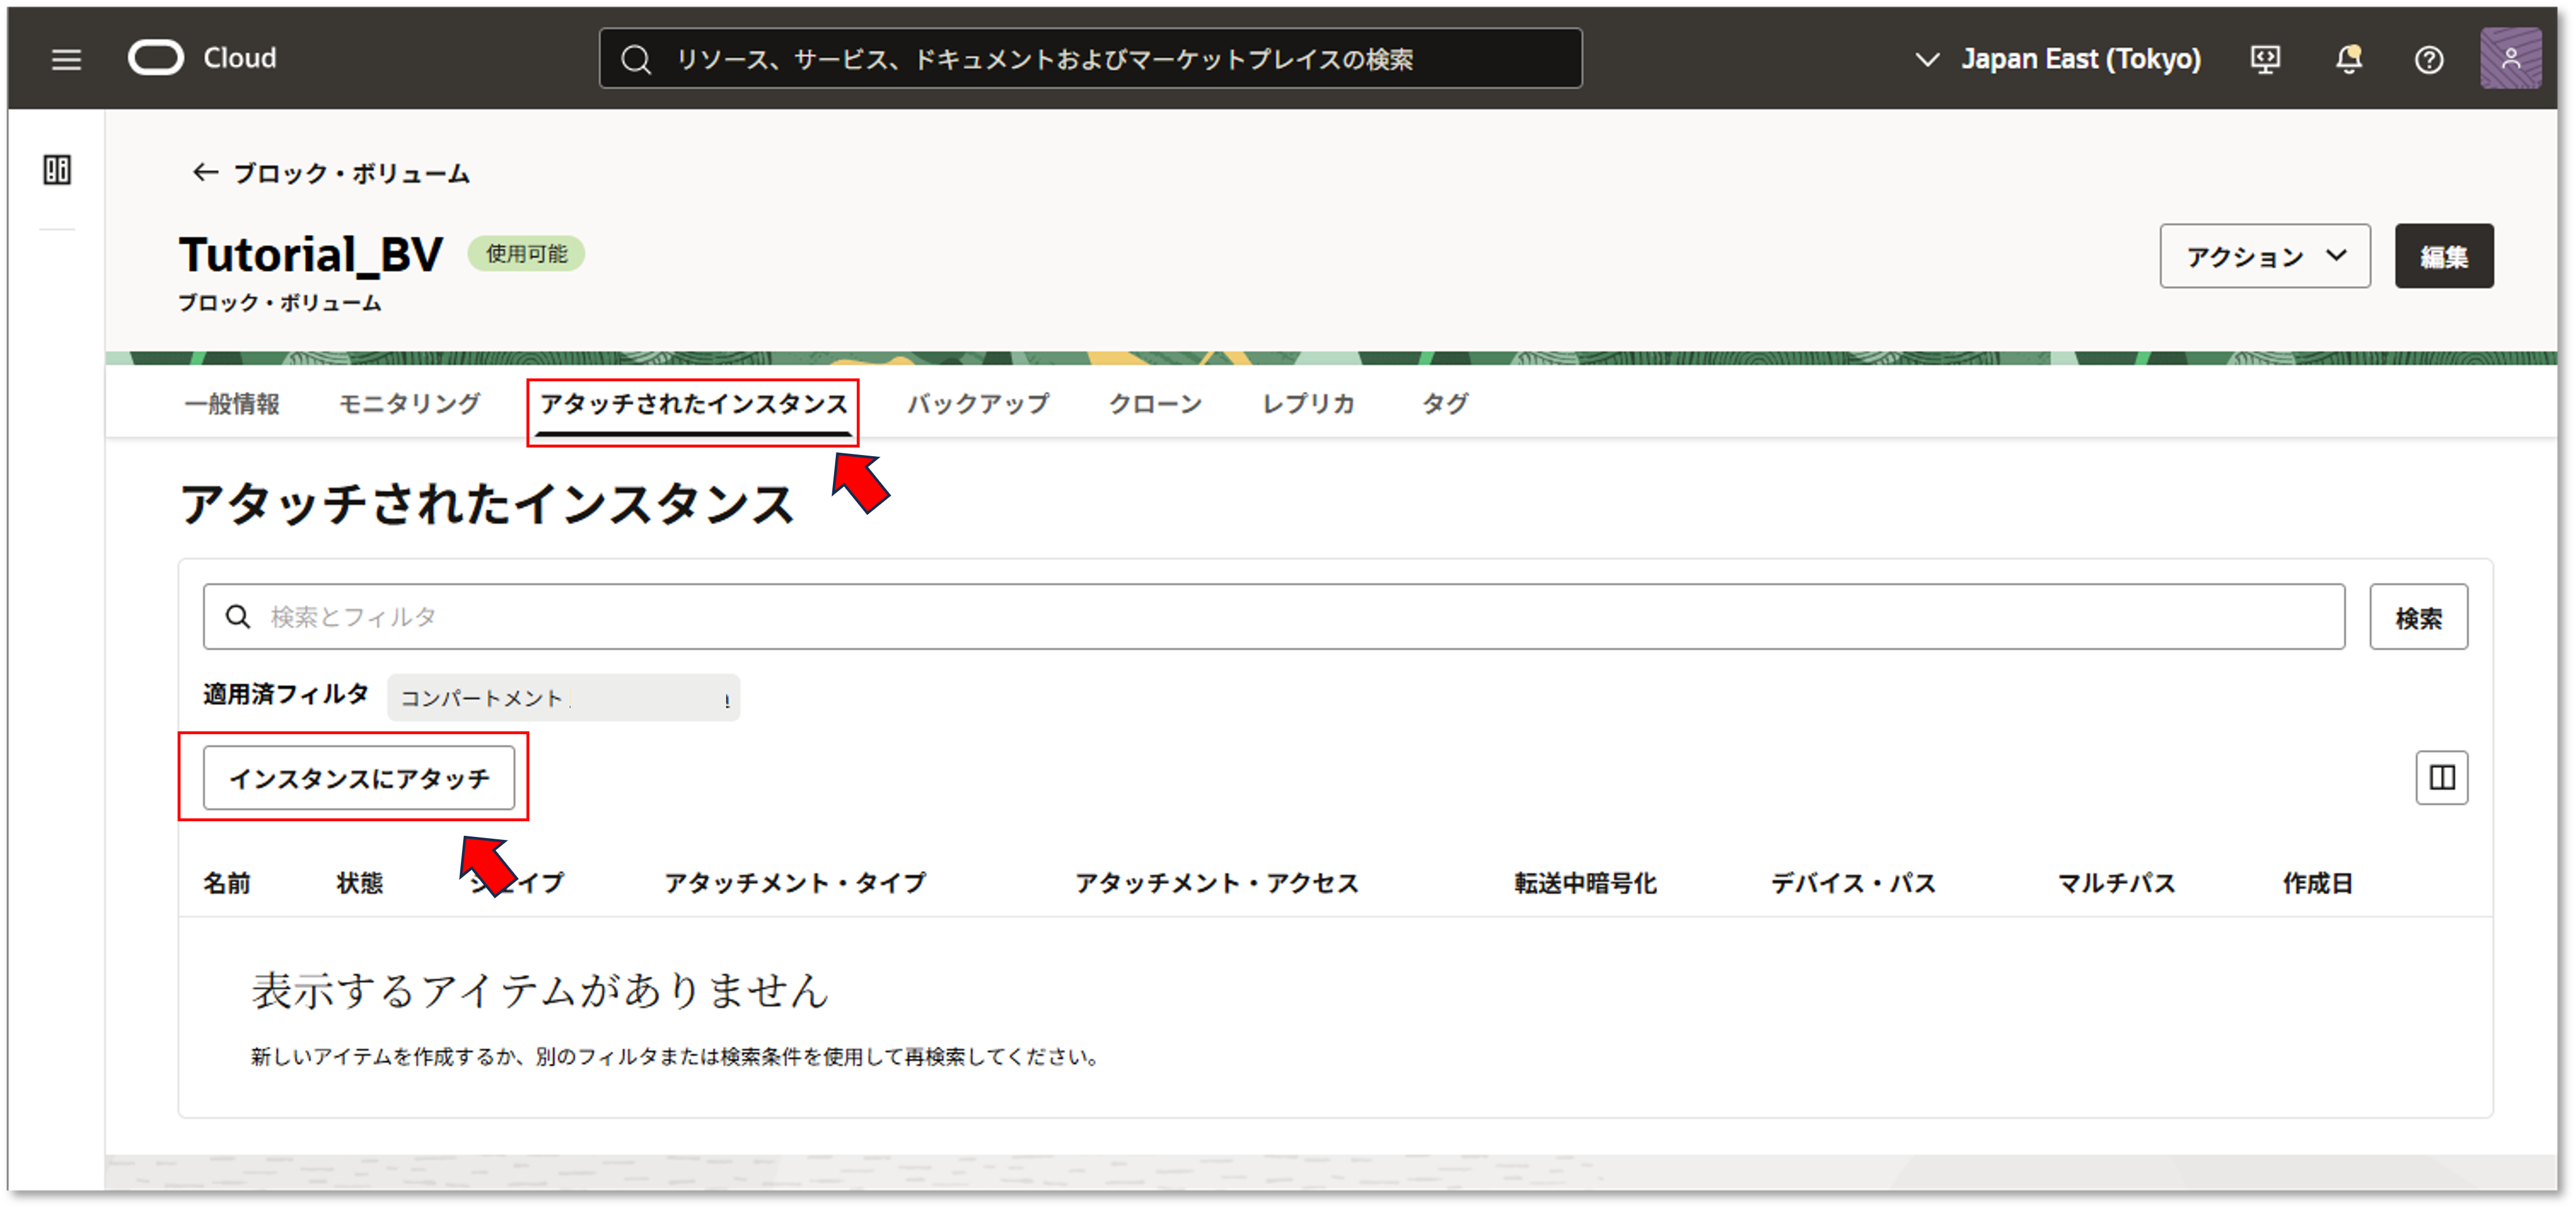 Cloud
リソース、サービス、ドキュメントおよびマーケットプレイスの検索
Japan East (Tokyo)
ブロック・ボリューム
Tutorial_BV 使用可能
アクション
編集
ブロック・ボリューム
一般情報 モニタリング アタッチされたインスタンス バックアップ クローン レプリカ タグ
アタッチされたインスタンス
検索とフィルタ
検索
適用済フィルタ コンパートメント
インスタンスにアタッチ
名前 状態 シェイプ アタッチメント・タイプ アタッチメント・アクセス 転送中暗号化 デバイス・パス マルチパス 作成日
表示するアイテムがありません
新しいアイテムを作成するか、別のフィルタまたは検索条件を使用して再検索してください。